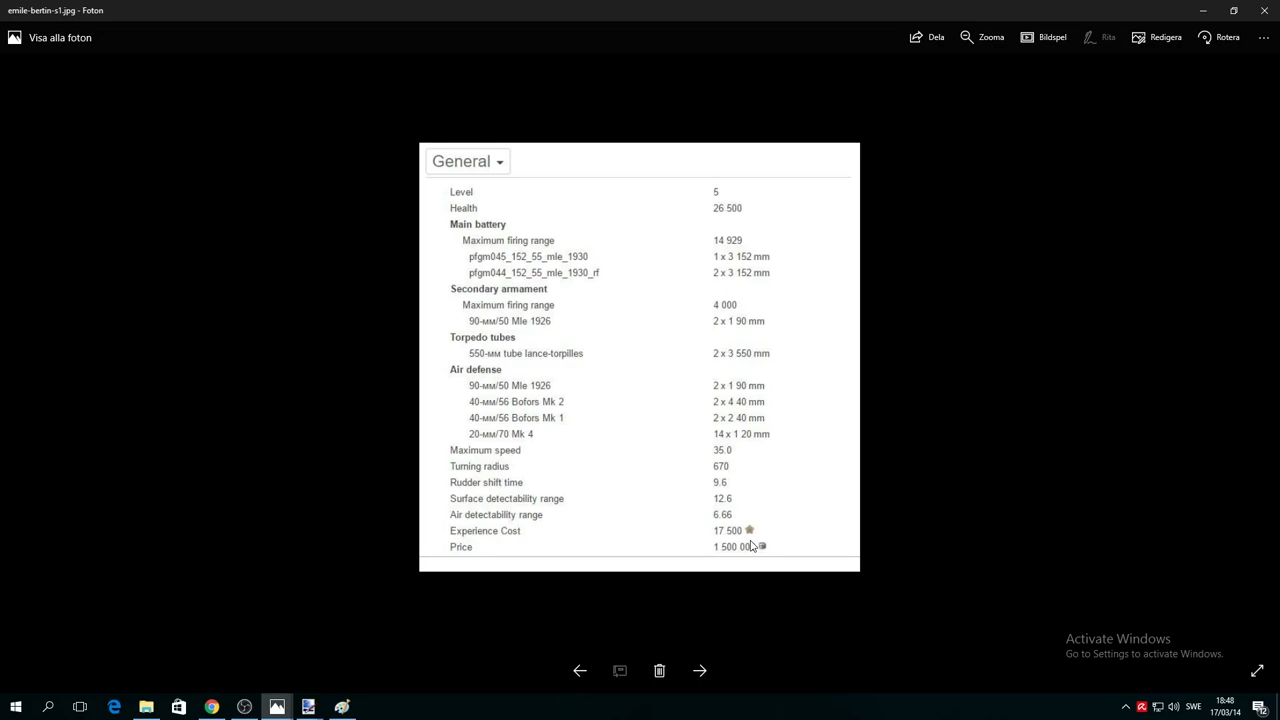 emile-bertin-s1.jpg - Foton
Visa alla foton
Dela
Zooma
Bildspel
Rita
Redigera
Rotera
General
Level 5
Health 26 500
Main battery
Maximum firing range 14 929
pfgm045_152_55_mle_1930 1 x 3 152 mm
pfgm044_152_55_mle_1930_rf 2 x 3 152 mm
Secondary armament
Maximum firing range 4 000
90-мм/50 Mle 1926 2 x 1 90 mm
Torpedo tubes
550-мм tube lance-torpilles 2 x 3 550 mm
Air defense
90-мм/50 Mle 1926 2 x 1 90 mm
40-мм/56 Bofors Mk 2 2 x 4 40 mm
40-мм/56 Bofors Mk 1 2 x 2 40 mm
20-мм/70 Mk 4 14 x 1 20 mm
Maximum speed 35.0
Turning radius 670
Rudder shift time 9.6
Surface detectability range 12.6
Air detectability range 6.66
Experience Cost 17 500
Price 1 500 00
Activate Windows
Go to Settings to activate Windows.
SWE
18:48
17/03/14
12